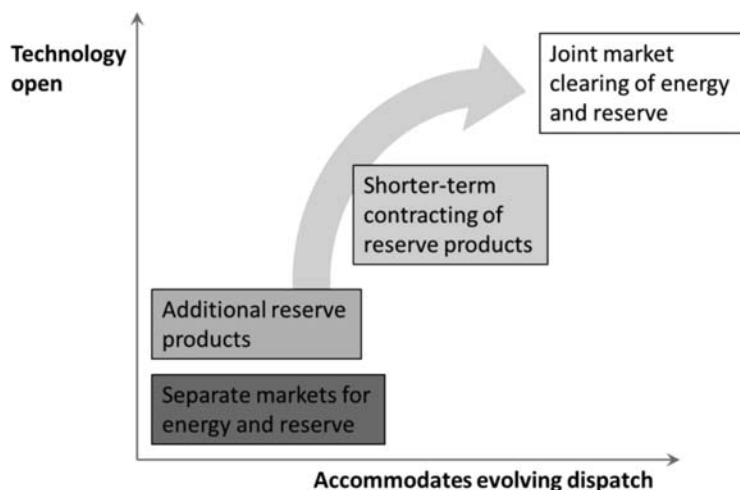 Technology
open
Joint market
clearing of energy
and reserve
Shorter-term
contracting of
reserve products
Additional reserve
products
Separate markets for
energy and reserve
Accommodates evolving dispatch